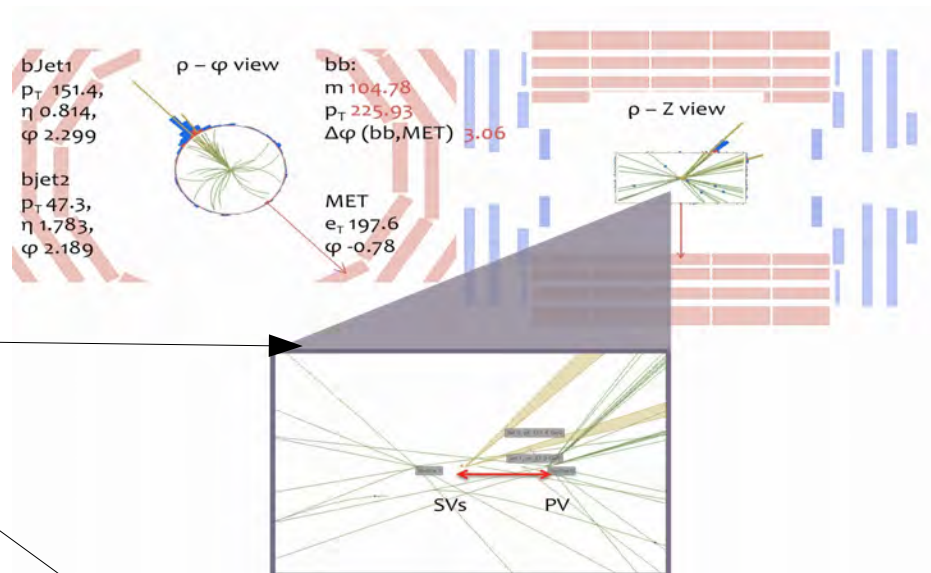 bJet1
pT 151.4,
η 0.814,
φ 2.299
ρ – φ view
bb:
m 104.78
pT 225.93
Δφ (bb,MET) 3.06
ρ – Z view
bjet2
pT 47.3,
η 1.783,
φ 2.189
MET
eT 197.6
φ -0.78
SVs
PV